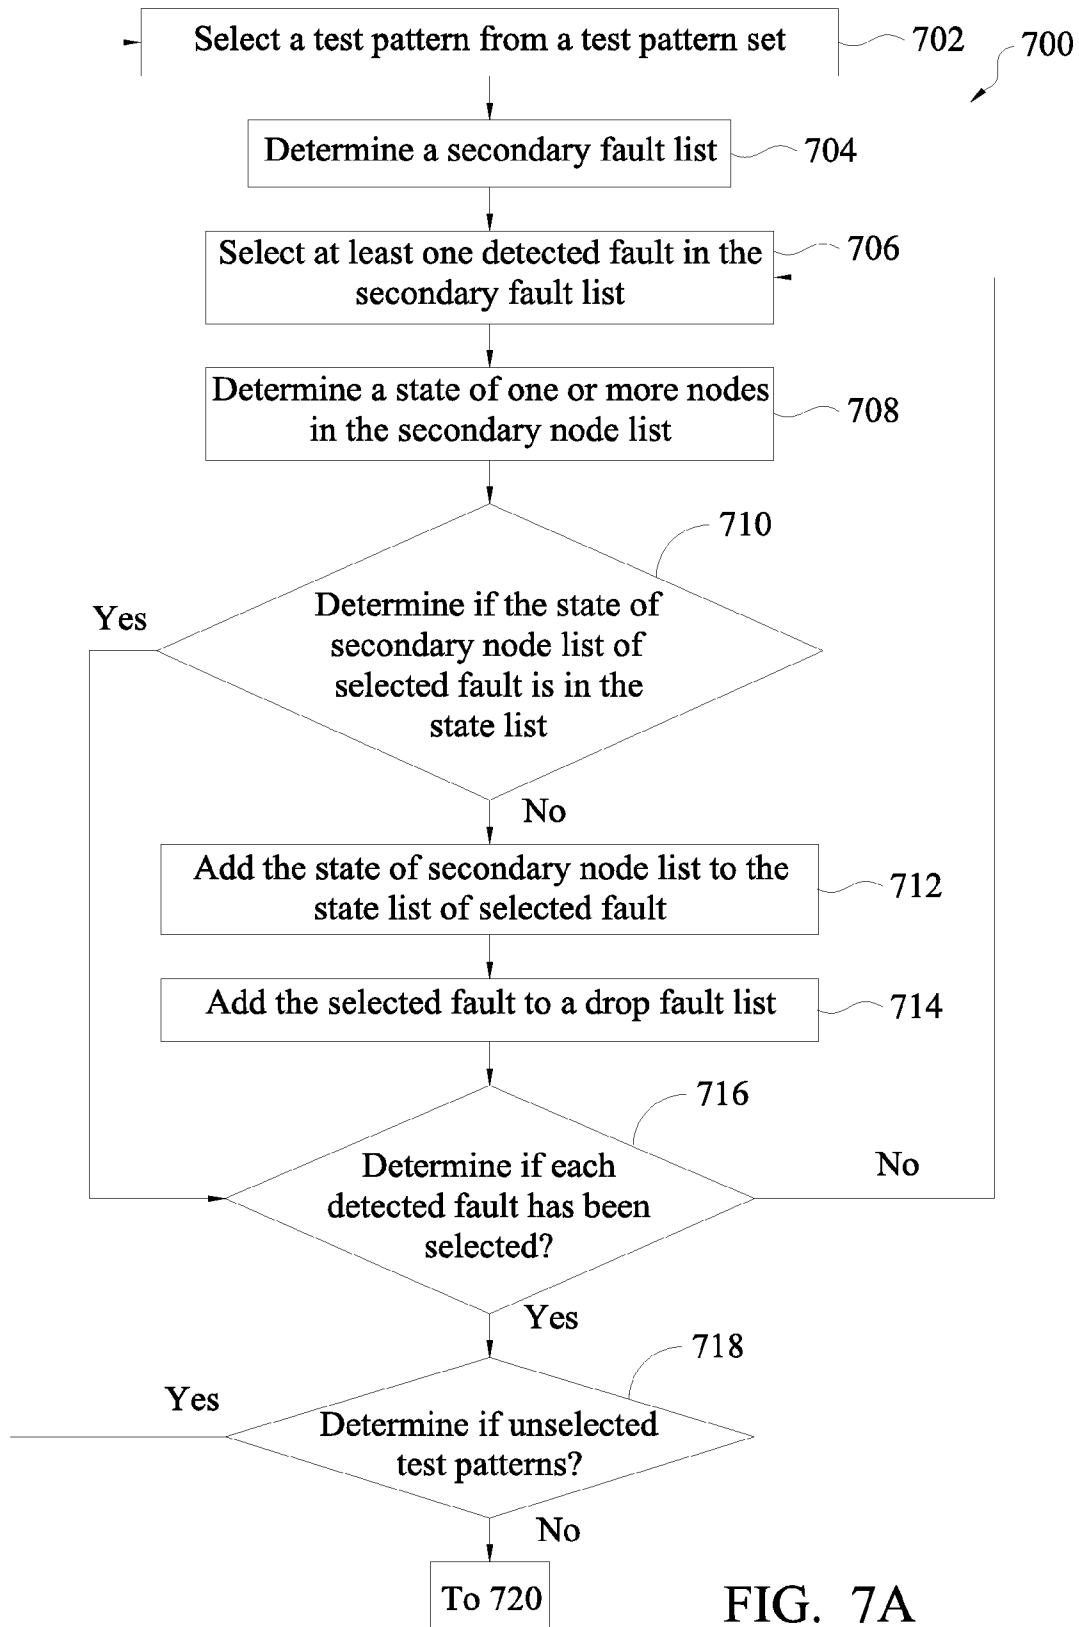 Select a test pattern from a test pattern set
702
700
Determine a secondary fault list
704
Select at least one detected fault in the
secondary fault list
706
Determine a state of one or more nodes
in the secondary node list
708
710
Yes
Determine if the state of
secondary node list of
selected fault is in the
state list
No
Add the state of secondary node list to the
state list of selected fault
712
Add the selected fault to a drop fault list
714
716
Determine if each
detected fault has been
selected?
No
Yes
718
Yes
Determine if unselected
test patterns?
No
To 720
FIG. 7A